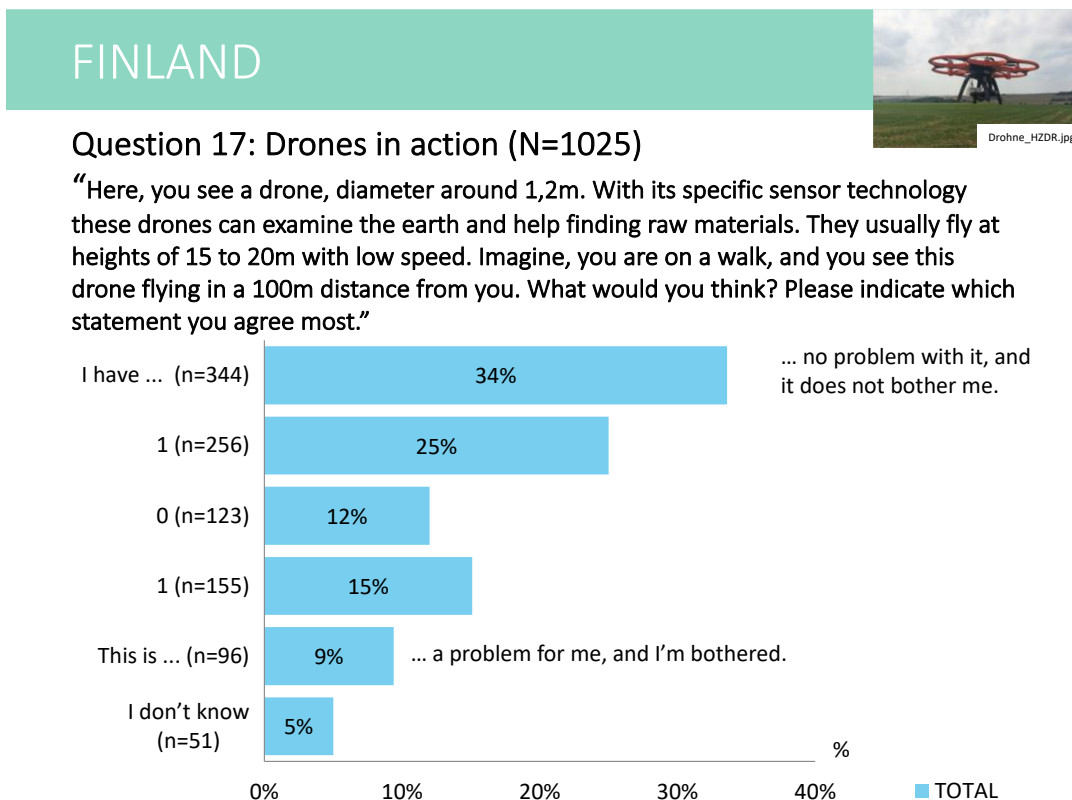 FINLAND
Drohne_HZDR.jpg
Question 17: Drones in action (N=1025)
“Here, you see a drone, diameter around 1,2m. With its specific sensor technology
these drones can examine the earth and help finding raw materials. They usually fly at
heights of 15 to 20m with low speed. Imagine, you are on a walk, and you see this
drone flying in a 100m distance from you. What would you think? Please indicate which
statement you agree most.”
I have ... (n=344)
34%
... no problem with it, and
it does not bother me.
1 (n=256)
25%
0 (n=123)
12%
1 (n=155)
15%
This is ... (n=96)
9%
... a problem for me, and I’m bothered.
I don’t know
(n=51)
5%
%
0%
10%
20%
30%
40%
TOTAL